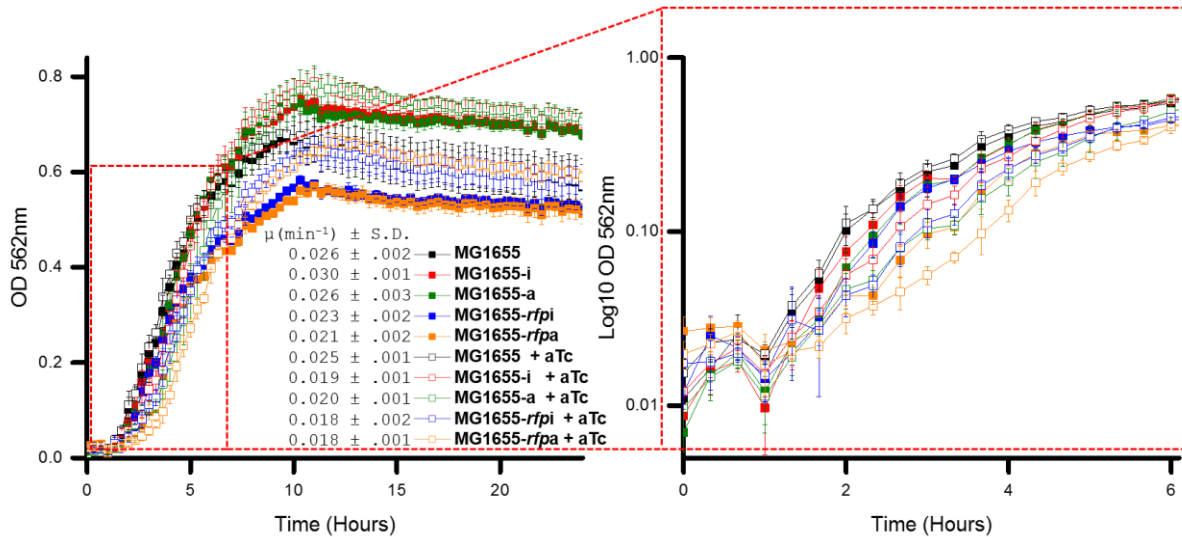 0.8
0.6
0.4
0.2
0.0
OD 562nm
0
5
10
15
20
Time (Hours)
μ(min⁻¹) ± S.D.
0.026 ± .002 MG1655
0.030 ± .001 MG1655-i
0.026 ± .003 MG1655-a
0.023 ± .002 MG1655-rfpi
0.021 ± .002 MG1655-rfpa
0.025 ± .001 MG1655 + aTc
0.019 ± .001 MG1655-i + aTc
0.020 ± .001 MG1655-a + aTc
0.018 ± .002 MG1655-rfpi + aTc
0.018 ± .001 MG1655-rfpa + aTc
1.00
0.10
0.01
Log10 OD 562nm
0
2
4
6
Time (Hours)